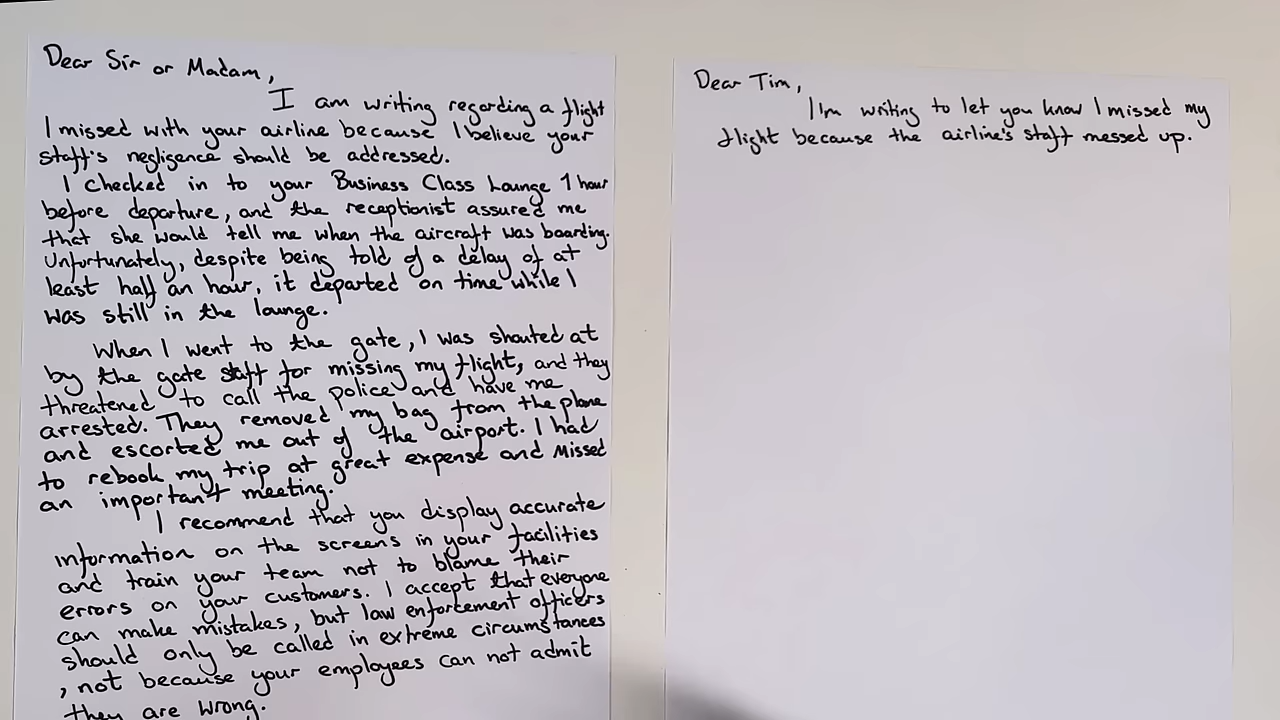 Dear Sir or Madam,
I am writing regarding a flight
I missed with your airline because I believe your
staff's negligence should be addressed.
I checked in to your Business Class Lounge 1 hour
before departure, and the receptionist assured me
that she would tell me when the aircraft was boarding.
Unfortunately, despite being told of a delay of at
least half an hour, it departed on time while I
was still in the lounge.
When I went to the gate, I was shouted at
by the gate staff for missing my flight, and they
threatened to call the police and have me
arrested. They removed my bag from the plane
and escorted me out of the airport. I had
to rebook my trip at great expense and missed
an important meeting.
I recommend that you display accurate
information on the screens in your facilities
and train your team not to blame their
errors on your customers. I accept that everyone
can make mistakes, but law enforcement officers
should only be called in extreme circumstances
, not because your employees can not admit
they are wrong.
Dear Tim,
I'm writing to let you know I missed my
flight because the airline's staff messed up.